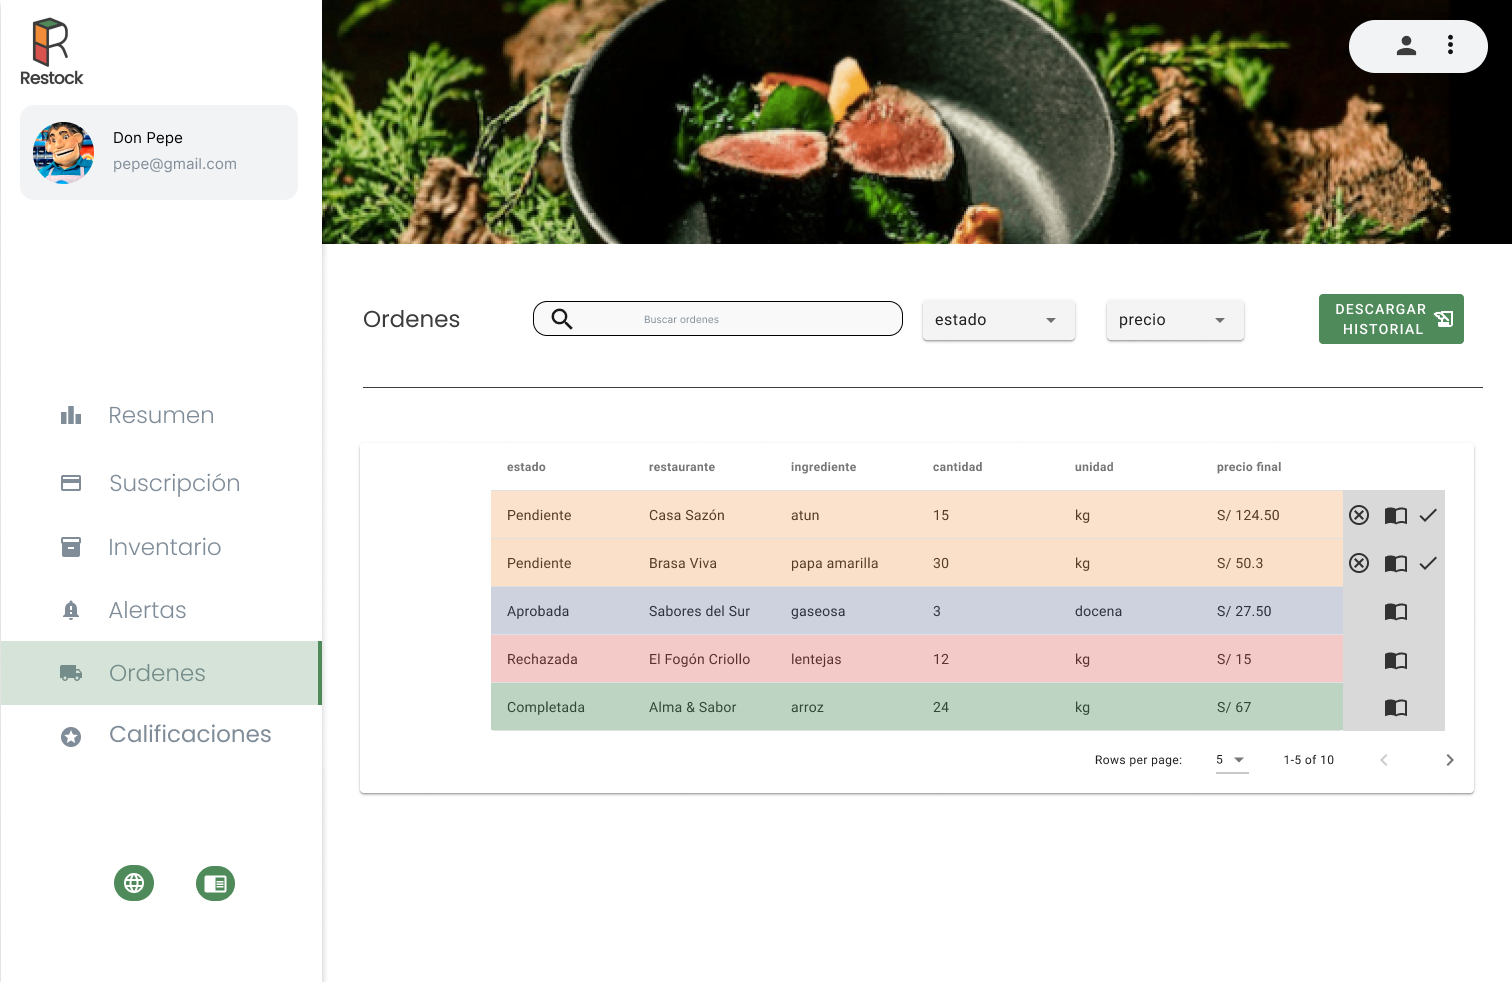 Restock
Don Pepe
pepe@gmail.com
Resumen
Suscripción
Inventario
Alertas
Ordenes
Calificaciones
Ordenes
Buscar ordenes
estado
precio
DESCARGAR
HISTORIAL
estado restaurante ingrediente cantidad unidad precio final
Pendiente Casa Sazón atun 15 kg S/ 124.50
Pendiente Brasa Viva papa amarilla 30 kg S/ 50.3
Aprobada Sabores del Sur gaseosa 3 docena S/ 27.50
Rechazada El Fogón Criollo lentejas 12 kg S/ 15
Completada Alma & Sabor arroz 24 kg S/ 67
Rows per page: 5 1-5 of 10